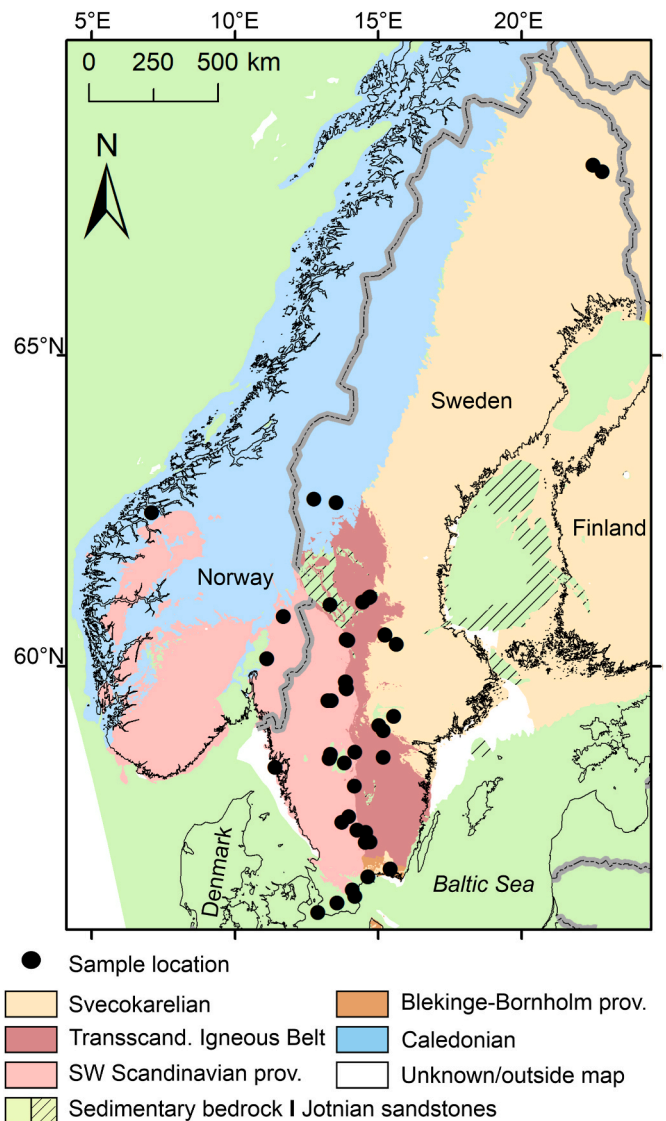 5°E 10°E 15°E 20°E
0 250 500 km
N
65°N
Sweden
Finland
Norway
60°N
Denmark
Baltic Sea
Sample location
Svecokarelian
Blekinge-Bornholm prov.
Transscand. Igneous Belt
Caledonian
SW Scandinavian prov.
Unknown/outside map
Sedimentary bedrock I Jotnian sandstones